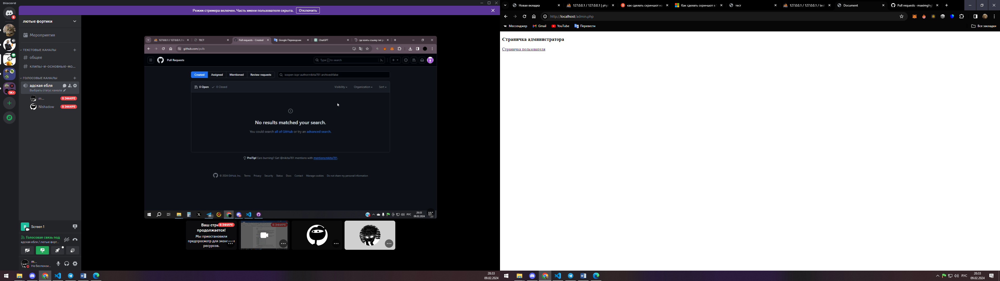 Discord
Режим стримера включен. Часть имени пользователя скрыта.
Отключить
5
лютые фортики
Мероприятия
ТЕКСТОВЫЕ КАНАЛЫ
общее
клипы-и-основные-мо...
ГОЛОСОВЫЕ КАНАЛЫ
адская ебля
Выбрать статус канала
1K+
m...
В ЭФИРЕ
Nishadow
В ЭФИРЕ
127.0.0.1 / 127.0.0.1 / te
ТЕСТ
Pull requests - Created
Google Переводчик
ChatGPT
где взять ссылку гит р
github.com/pulls
Pull Requests
Type / to search
Created
Assigned
Mentioned
Review requests
is:open is:pr author:nikita781 archived:false
0 Open
0 Closed
Visibility
Organization
Sort
No results matched your search.
You could search all of GitHub or try an advanced search.
ProTip! Ears burning? Get @nikita781 mentions with mentions:nikita781.
© 2024 GitHub, Inc.
Terms
Privacy
Security
Status
Docs
Contact
Manage cookies
Do not share my personal information
99+
РУС
20:33
09.02.2024
Ваш стри
В ЭФИРЕ
продолжается!
Мы приостановили
предпросмотр для экономии
ресурсов.
В ЭФИРЕ
S
Screen 1
Голосовая связь под
адская ебля / лютые форт...
m...
Не беспокои...
20:33
09.02.2024
Новая вкладка
127.0.0.1 / 127.0.0.1 | php
как сделать скриншот на
Как сделать скриншот в
тест
127.0.0.1 / 127.0.0.1 / test
Document
Pull requests - maximghgl
http://localhost/admin.php
Мессенджер
Gmail
YouTube
Перевести
Все закладки
Страничка администратора
Страничка пользователя
РУС
20:33
09.02.2024